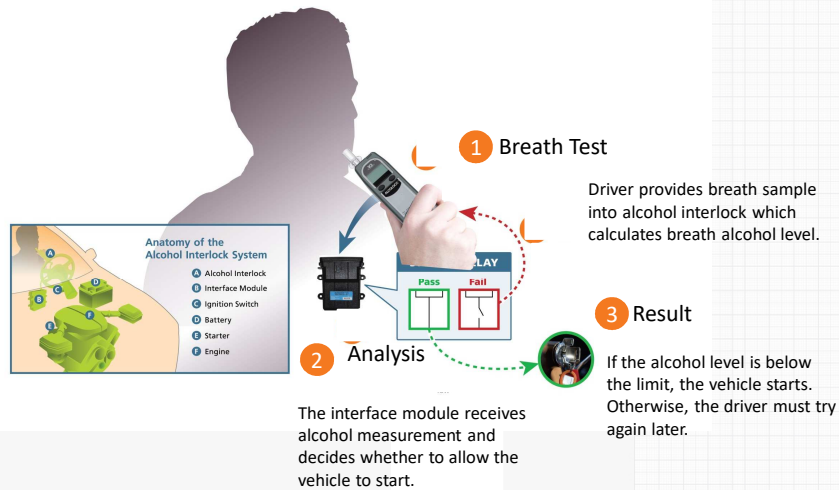 1 Breath Test
Driver provides breath sample
into alcohol interlock which
calculates breath alcohol level.
Anatomy of the
Alcohol Interlock System
A Alcohol Interlock
B Interface Module
C Ignition Switch
D Battery
E Starter
F Engine
A
B
C
D
E
F
LAY
Pass
Fail
2 Analysis
The interface module receives
alcohol measurement and
decides whether to allow the
vehicle to start.
3 Result
If the alcohol level is below
the limit, the vehicle starts.
Otherwise, the driver must try
again later.